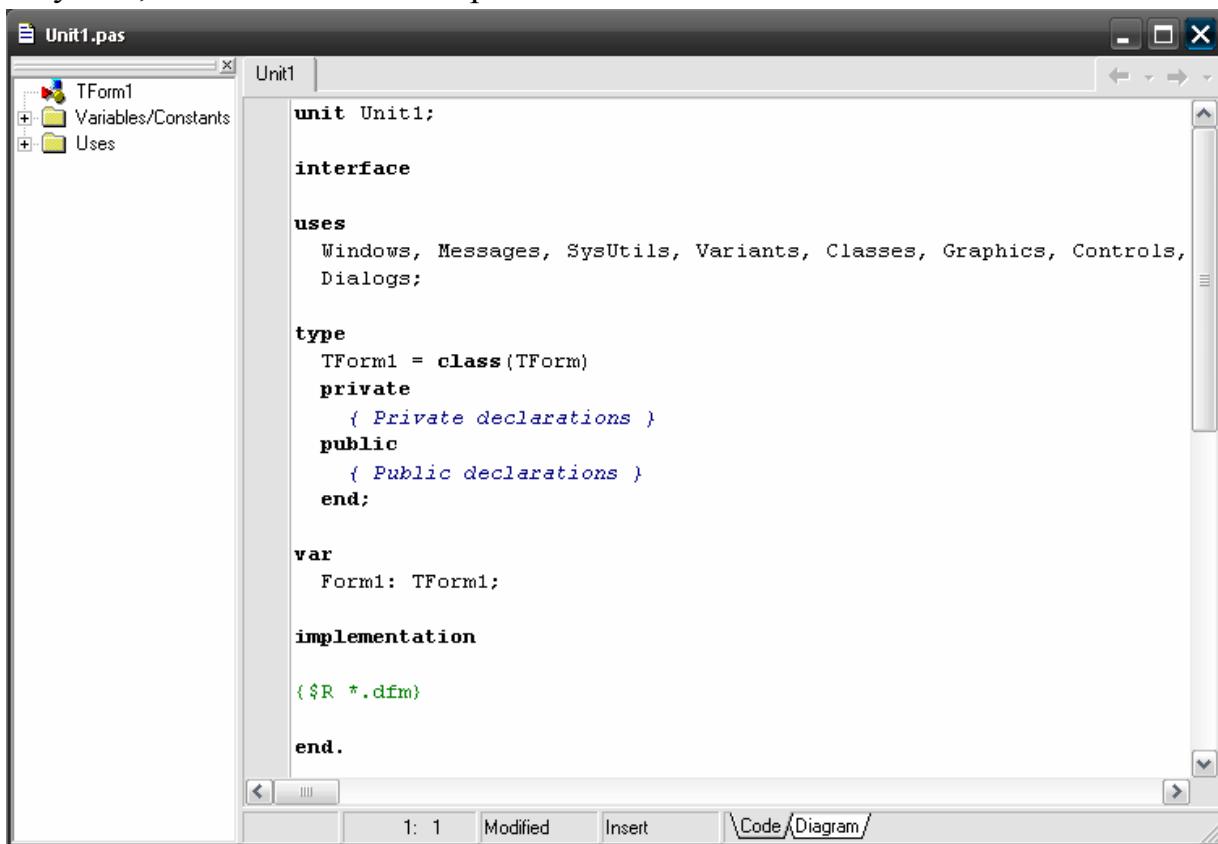 Unit1.pas
TForm1
Variables/Constants
Uses
Unit1
unit Unit1;
interface
uses
Windows, Messages, SysUtils, Variants, Classes, Graphics, Controls,
Dialogs;
type
TForm1 = class(TForm)
private
{ Private declarations }
public
{ Public declarations }
end;
var
Form1: TForm1;
implementation
{$R *.dfm}
end.
1: 1 Modified Insert \Code/Diagram/